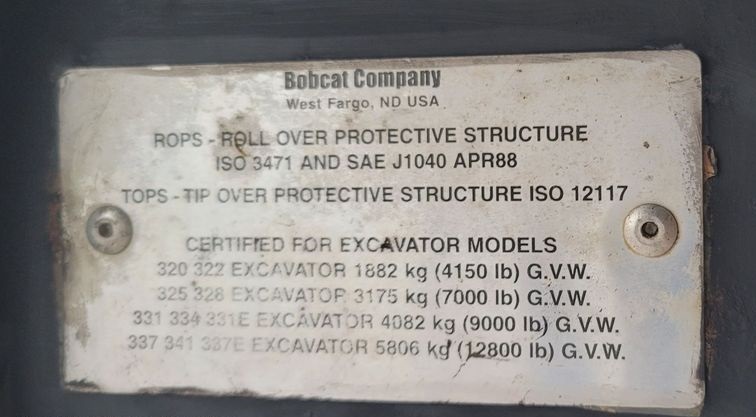 Bobcat Company
West Fargo, ND USA
ROPS - ROLL OVER PROTECTIVE STRUCTURE
ISO 3471 AND SAE J1040 APR88
TOPS - TIP OVER PROTECTIVE STRUCTURE ISO 12117
CERTIFIED FOR EXCAVATOR MODELS
320 322 EXCAVATOR 1882 kg (4150 lb) G.V.W.
325 328 EXCAVATOR 3175 kg (7000 lb) G.V.W.
331 334 331E EXCAVATOR 4082 kg (9000 lb) G.V.W.
337 341 337E EXCAVATOR 5806 kg (12800 lb) G.V.W.